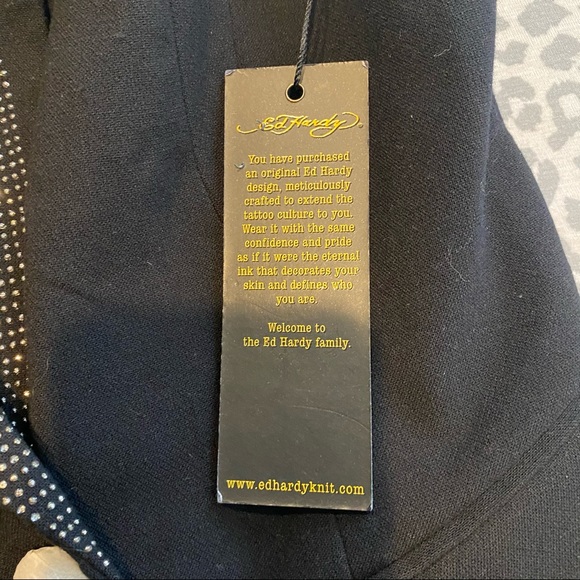 Ed Hardy
You have purchased
an original Ed Hardy
design, meticulously
crafted to extend the
tattoo culture to you.
Wear it with the same
confidence and pride
as if it were the eternal
ink that decorates your
skin and defines who
you are.
Welcome to
the Ed Hardy family.
www.edhardyknit.com